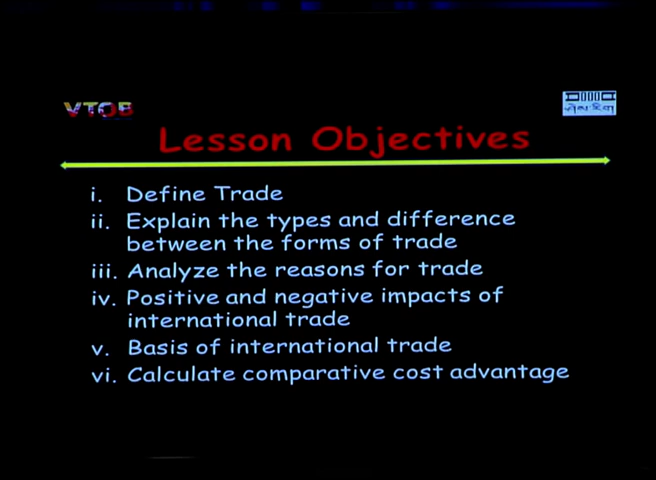 VTOB
Lesson Objectives
i. Define Trade
ii. Explain the types and difference
between the forms of trade
iii. Analyze the reasons for trade
iv. Positive and negative impacts of
international trade
v. Basis of international trade
vi. Calculate comparative cost advantage